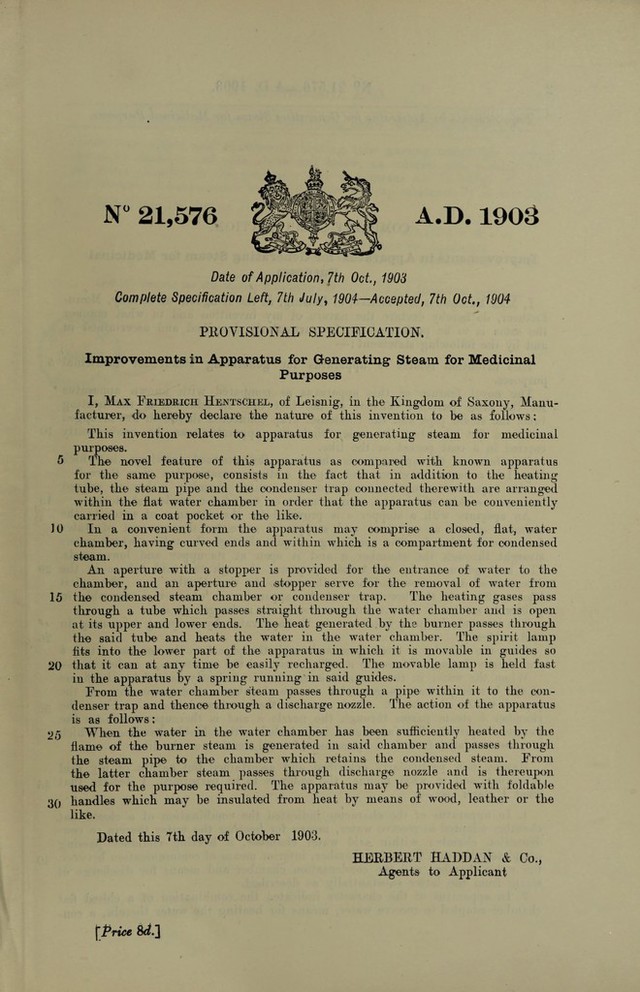 Nº 21,576
A.D. 1903
Date of Application, 7th Oct., 1903
Complete Specification Left, 7th July, 1904—Accepted, 7th Oct., 1904
PROVISIONAL SPECIFICATION.
Improvements in Apparatus for Generating Steam for Medicinal
Purposes
I, MAX FRIEDRICH HENTSCHEL, of Leisnig, in the Kingdom of Saxony, Manu-
facturer, do hereby declare the nature of this invention to be as follows:
This invention relates to apparatus for generating steam for medicinal
purposes.
5 The novel feature of this apparatus as compared with known apparatus
for the same purpose, consists in the fact that in addition to the heating
tube, the steam pipe and the condenser trap connected therewith are arranged
within the flat water chamber in order that the apparatus can be conveniently
carried in a coat pocket or the like.
10 In a convenient form the apparatus may comprise a closed, flat, water
chamber, having curved ends and within which is a compartment for condensed
steam.
An aperture with a stopper is provided for the entrance of water to the
chamber, and an aperture and stopper serve for the removal of water from
15 the condensed steam chamber or condenser trap. The heating gases pass
through a tube which passes straight through the water chamber and is open
at its upper and lower ends. The heat generated by the burner passes through
the said tube and heats the water in the water chamber. The spirit lamp
fits into the lower part of the apparatus in which it is movable in guides so
20 that it can at any time be easily recharged. The movable lamp is held fast
in the apparatus by a spring running in said guides.
From the water chamber steam passes through a pipe within it to the con-
denser trap and thence through a discharge nozzle. The action of the apparatus
is as follows:
25 When the water in the water chamber has been sufficiently heated by the
flame of the burner steam is generated in said chamber and passes through
the steam pipe to the chamber which retains the condensed steam. From
the latter chamber steam passes through discharge nozzle and is thereupon
used for the purpose required. The apparatus may be provided with foldable
30 handles which may be insulated from heat by means of wood, leather or the
like.
Dated this 7th day of October 1903.
HERBERT HADDAN & Co.,
Agents to Applicant
[Price 8d.]